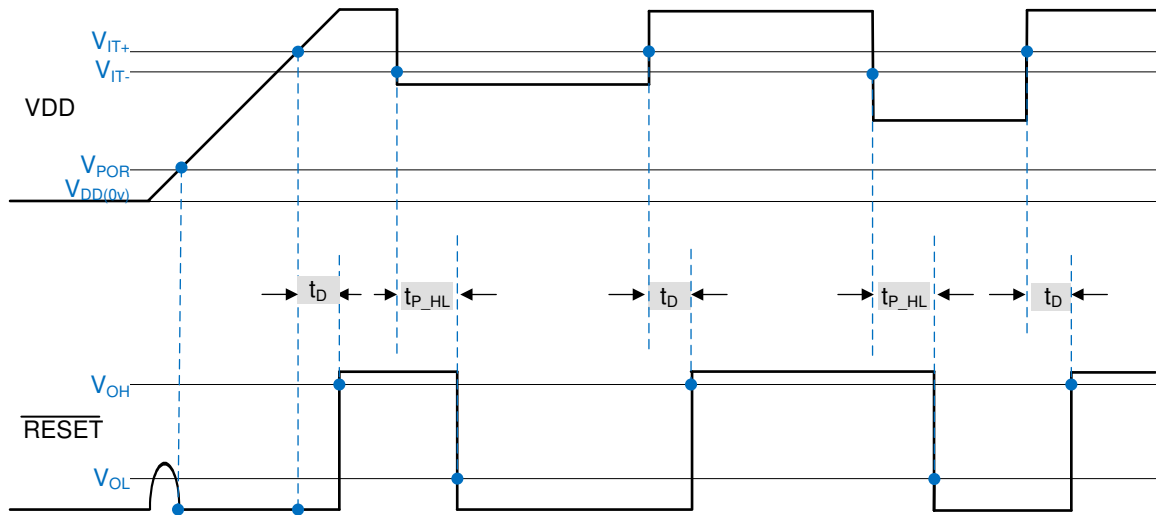 VIT+
VIT-
VDD
VPOR
VDD(0v)
tD
tP_HL
tD
tP_HL
tD
VOH
RESET
VOL